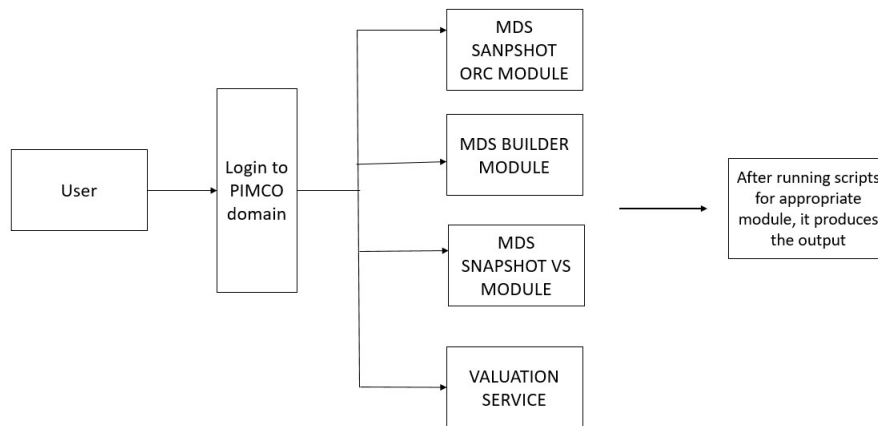 User
Login to
PIMCO
domain
MDS
SANPSHOT
ORC MODULE
MDS BUILDER
MODULE
MDS
SNAPSHOT VS
MODULE
VALUATION
SERVICE
After running scripts
for appropriate
module, it produces
the output